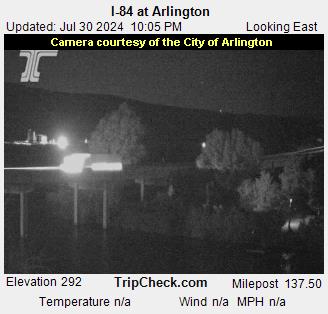 I-84 at Arlington
Updated: Jul 30 2024 10:05 PM Looking East
Camera courtesy of the City of Arlington
Elevation 292 TripCheck.com Milepost 137.50
Temperature n/a Wind n/a MPH n/a